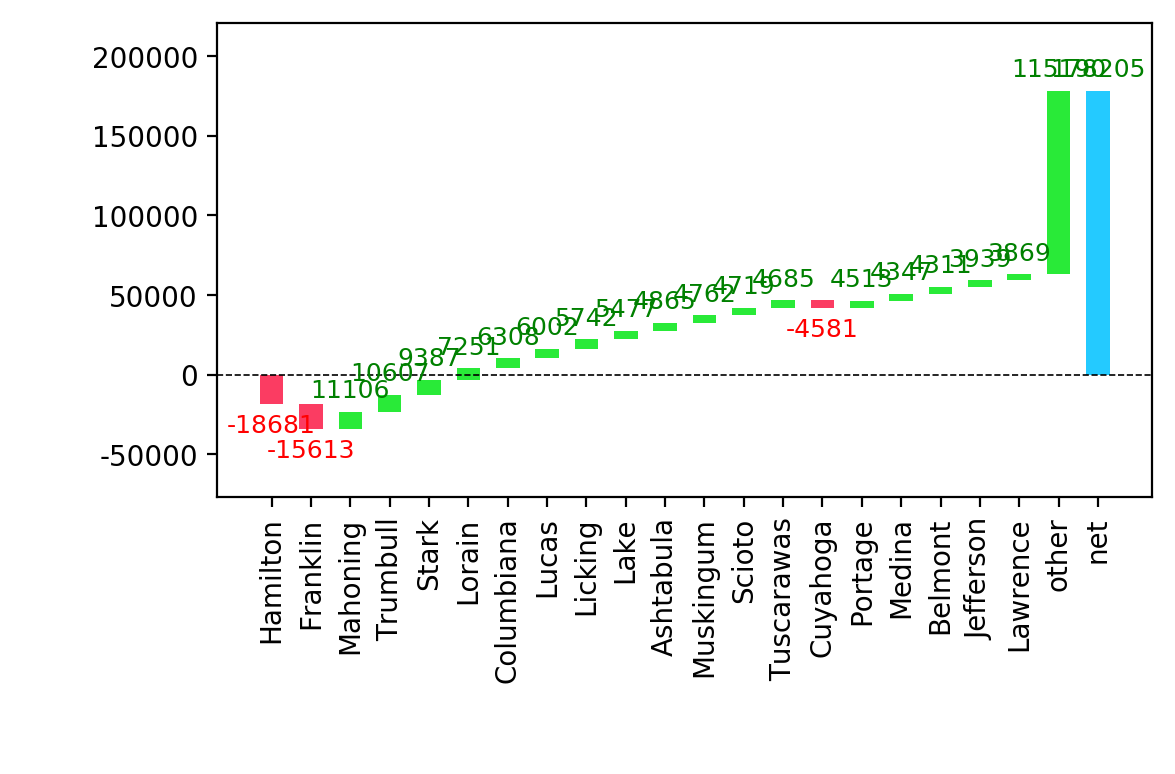 200000
150000
100000
50000
0
-50000
-18681
-15613
11106
10607
9387
7251
6308
6002
5742
5477
4865
4762
4719
4685
-4581
4513
4347
4311
3939
3869
115190
178205
Hamilton
Franklin
Mahoning
Trumbull
Stark
Lorain
Columbiana
Lucas
Licking
Lake
Ashtabula
Muskingum
Scioto
Tuscarawas
Cuyahoga
Portage
Medina
Belmont
Jefferson
Lawrence
other
net